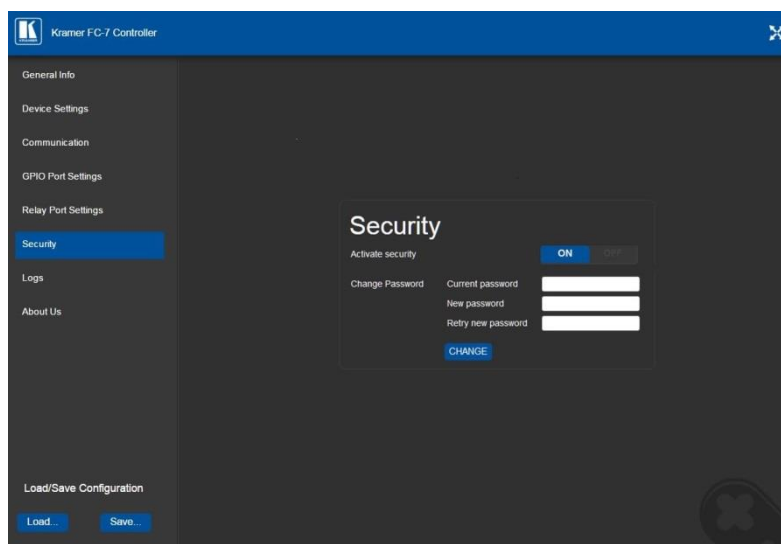 Kramer FC-7 Controller
General Info
Device Settings
Communication
GPIO Port Settings
Relay Port Settings
Security
Logs
About Us
Security
Activate security ON OFF
Change Password Current password
New password
Retry new password
CHANGE
Load/Save Configuration
Load... Save...